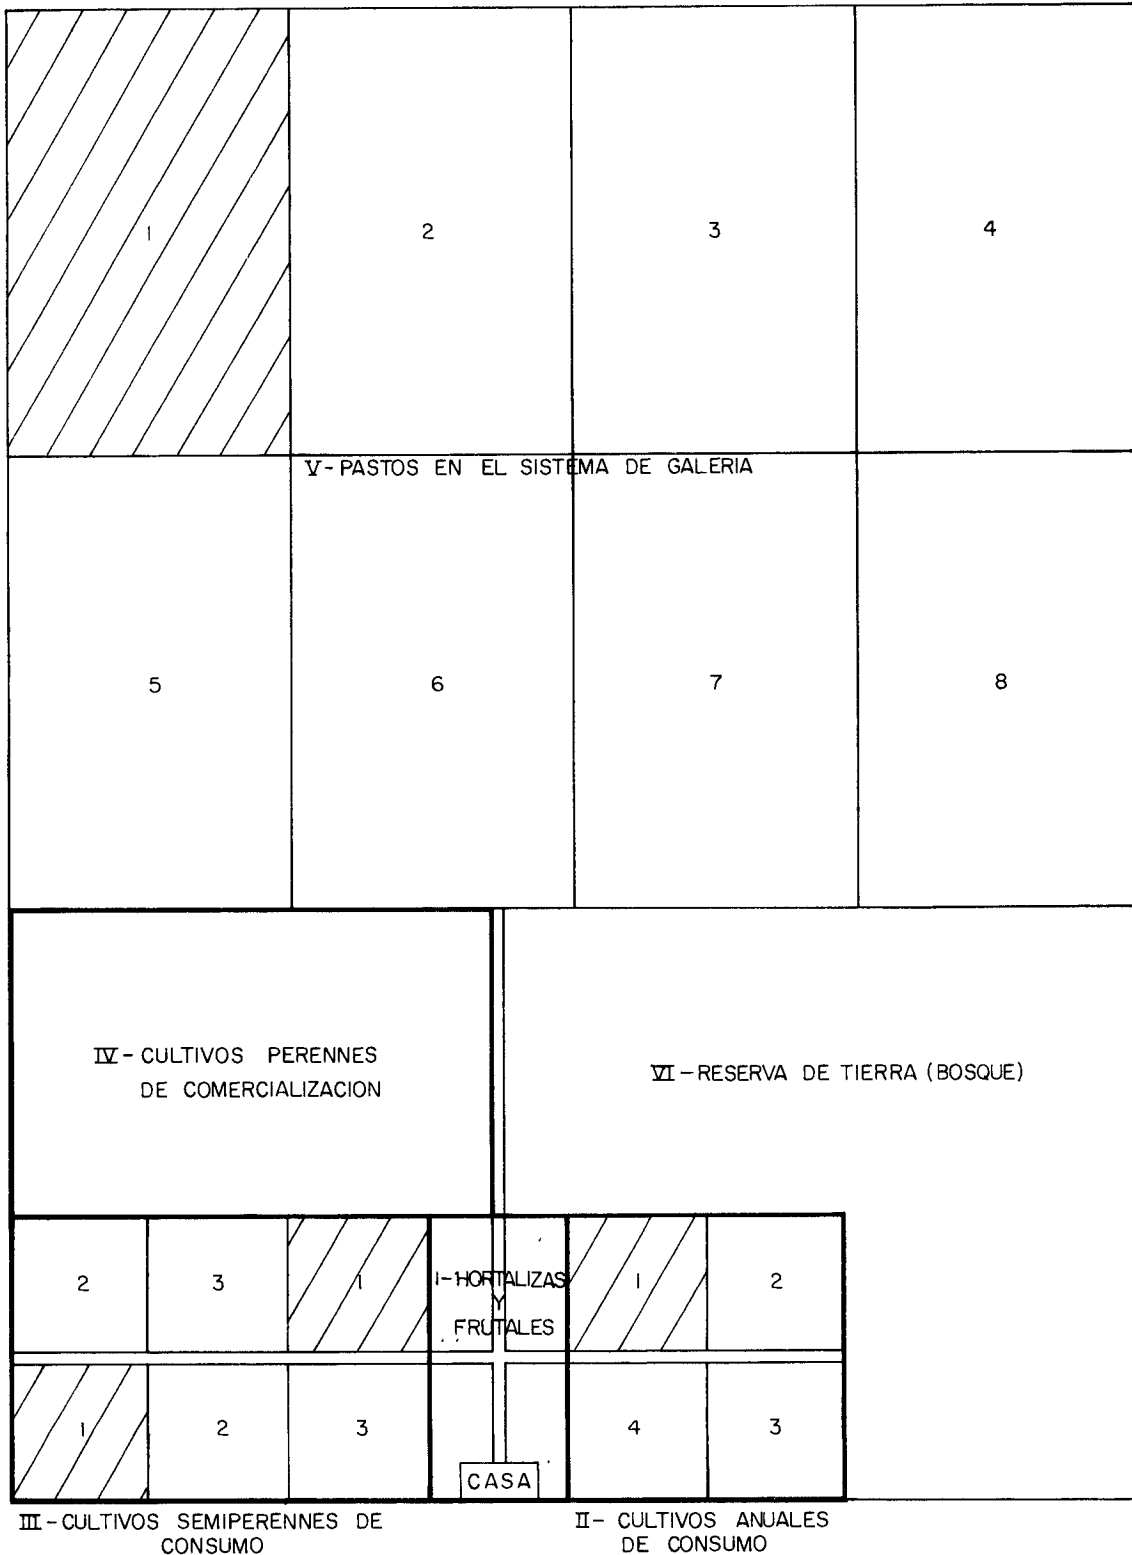 1
2
3
4
V- PASTOS EN EL SISTEMA DE GALERIA
5
6
7
8
IV- CULTIVOS PERENNES
DE COMERCIALIZACION
VI-RESERVA DE TIERRA (BOSQUE)
2
3
1
I-HORTALIZAS
Y
FRUTALES
1
2
1
2
3
4
3
CASA
III-CULTIVOS SEMIPERENNES DE
CONSUMO
II- CULTIVOS ANUALES
DE CONSUMO